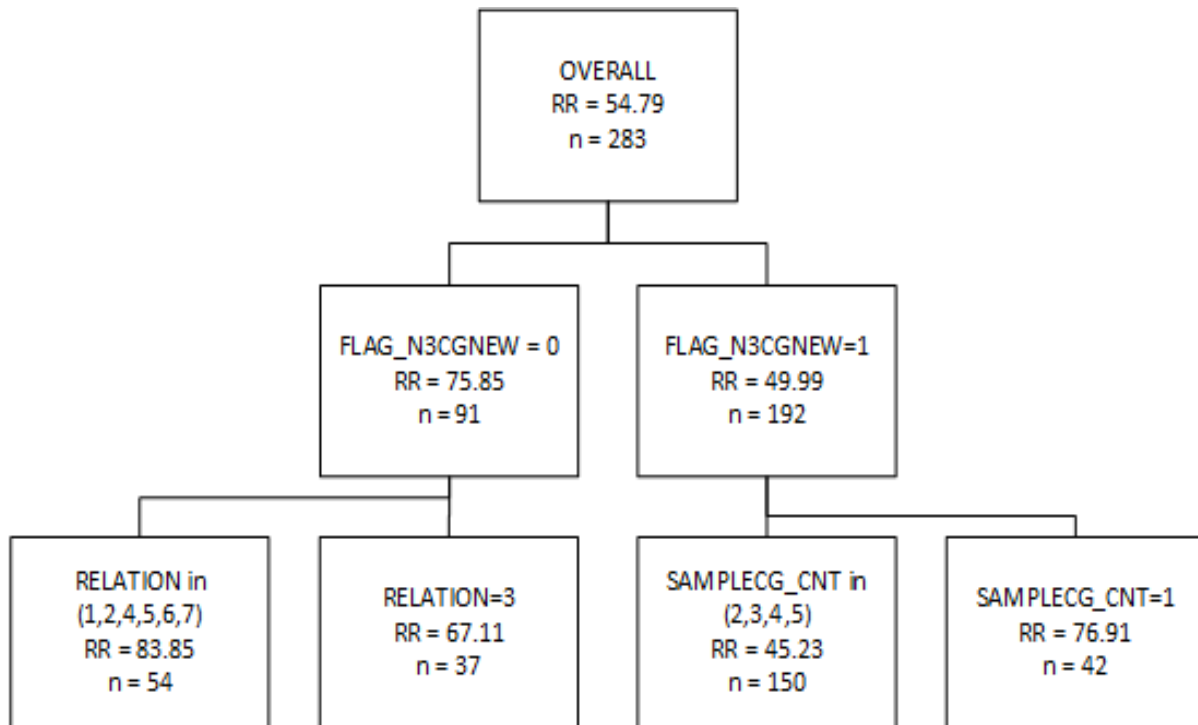 OVERALL
RR = 54.79
n = 283
FLAG_N3CGNEW = 0
RR = 75.85
n = 91
FLAG_N3CGNEW=1
RR = 49.99
n = 192
RELATION in
(1,2,4,5,6,7)
RR = 83.85
n = 54
RELATION=3
RR = 67.11
n = 37
SAMPLECG_CNT in
(2,3,4,5)
RR = 45.23
n = 150
SAMPLECG_CNT=1
RR = 76.91
n = 42